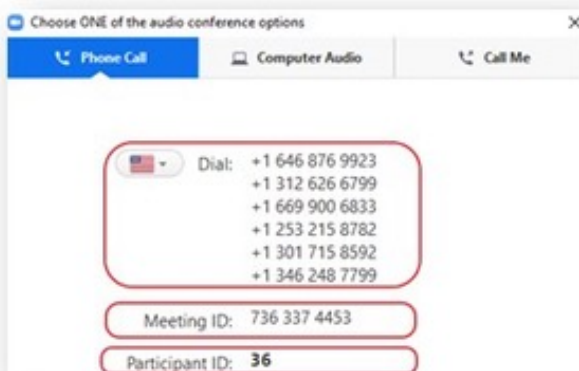 Choose ONE of the audio conference options
Phone Call Computer Audio Call Me
Dial: +1 646 876 9923
+1 312 626 6799
+1 669 900 6833
+1 253 215 8782
+1 301 715 8592
+1 346 248 7799
Meeting ID: 736 337 4453
Participant ID: 36